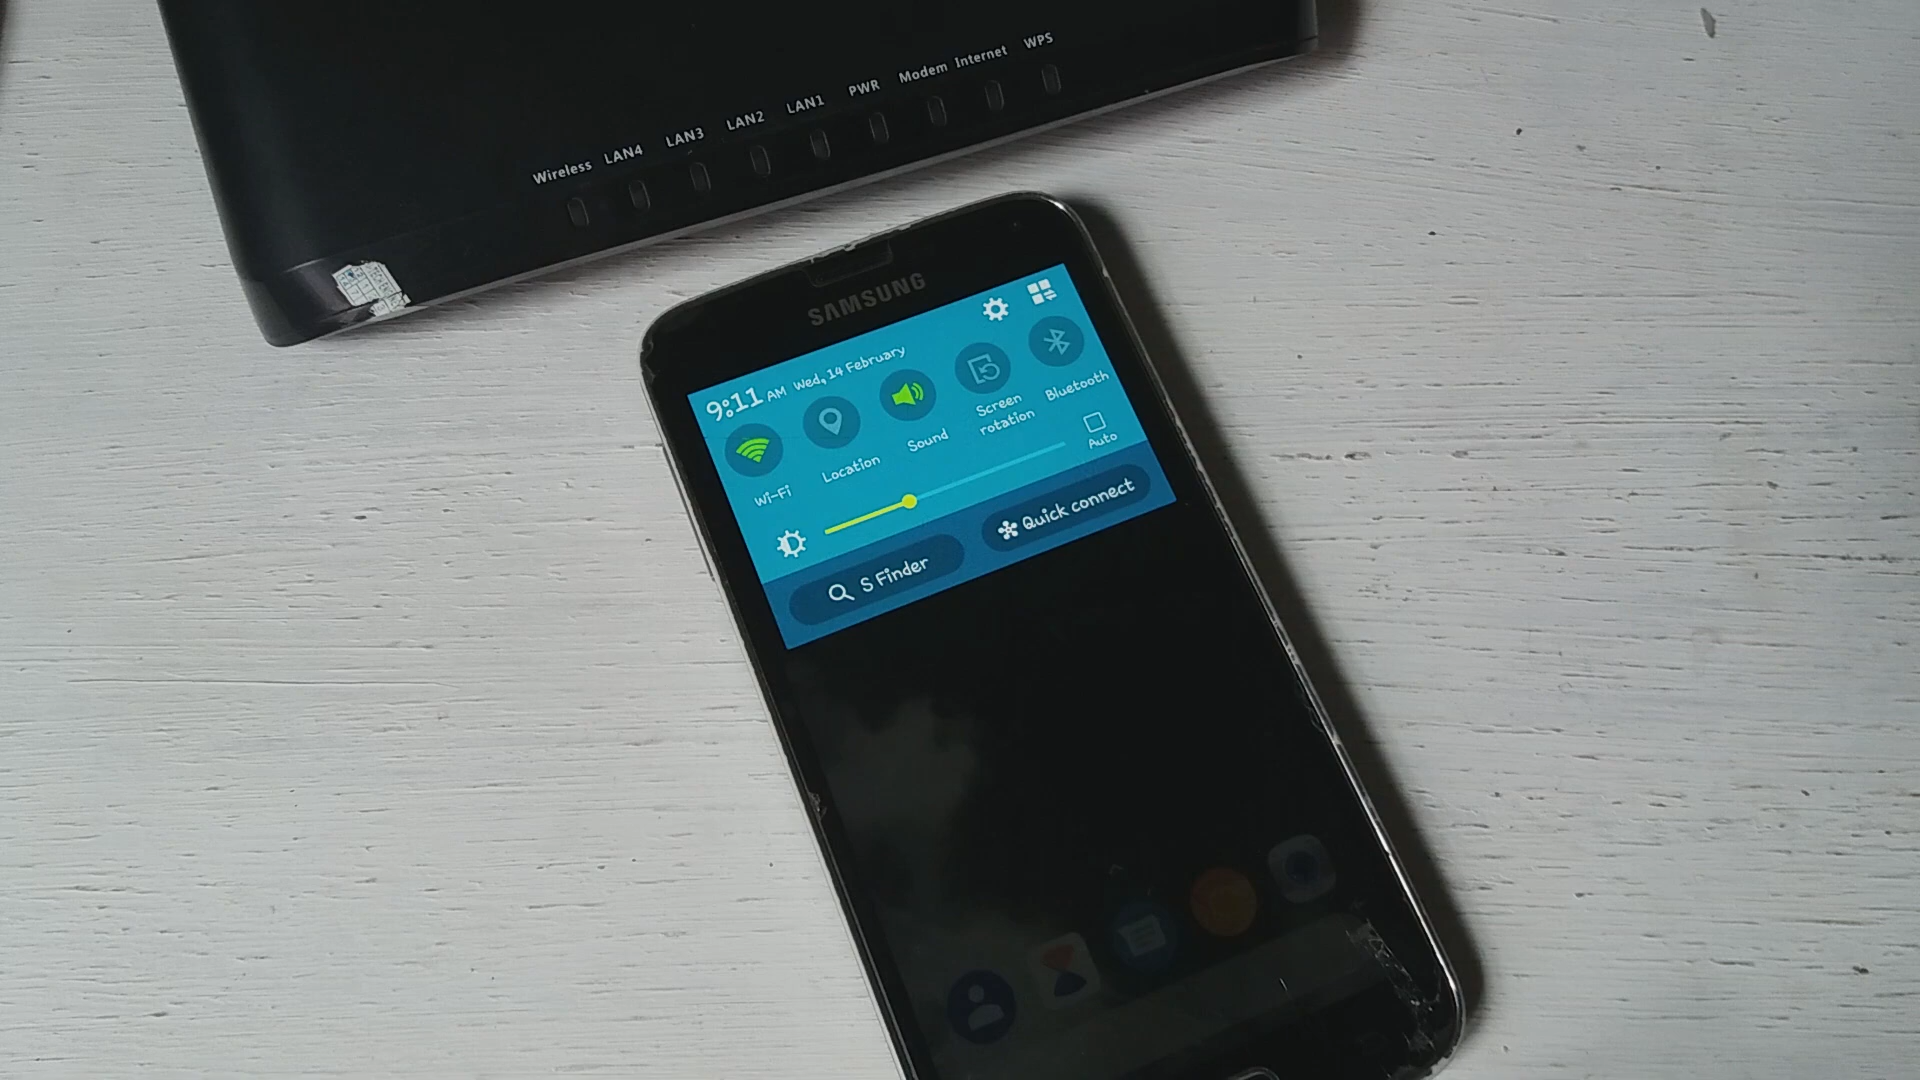 Wireless LAN4 LAN3 LAN2 LAN1 PWR Modem Internet WPS
SAMSUNG
9:11 AM Wed, 14 February
Wi-Fi
Location
Sound
Screen
rotation
Bluetooth
Auto
S Finder
Quick connect